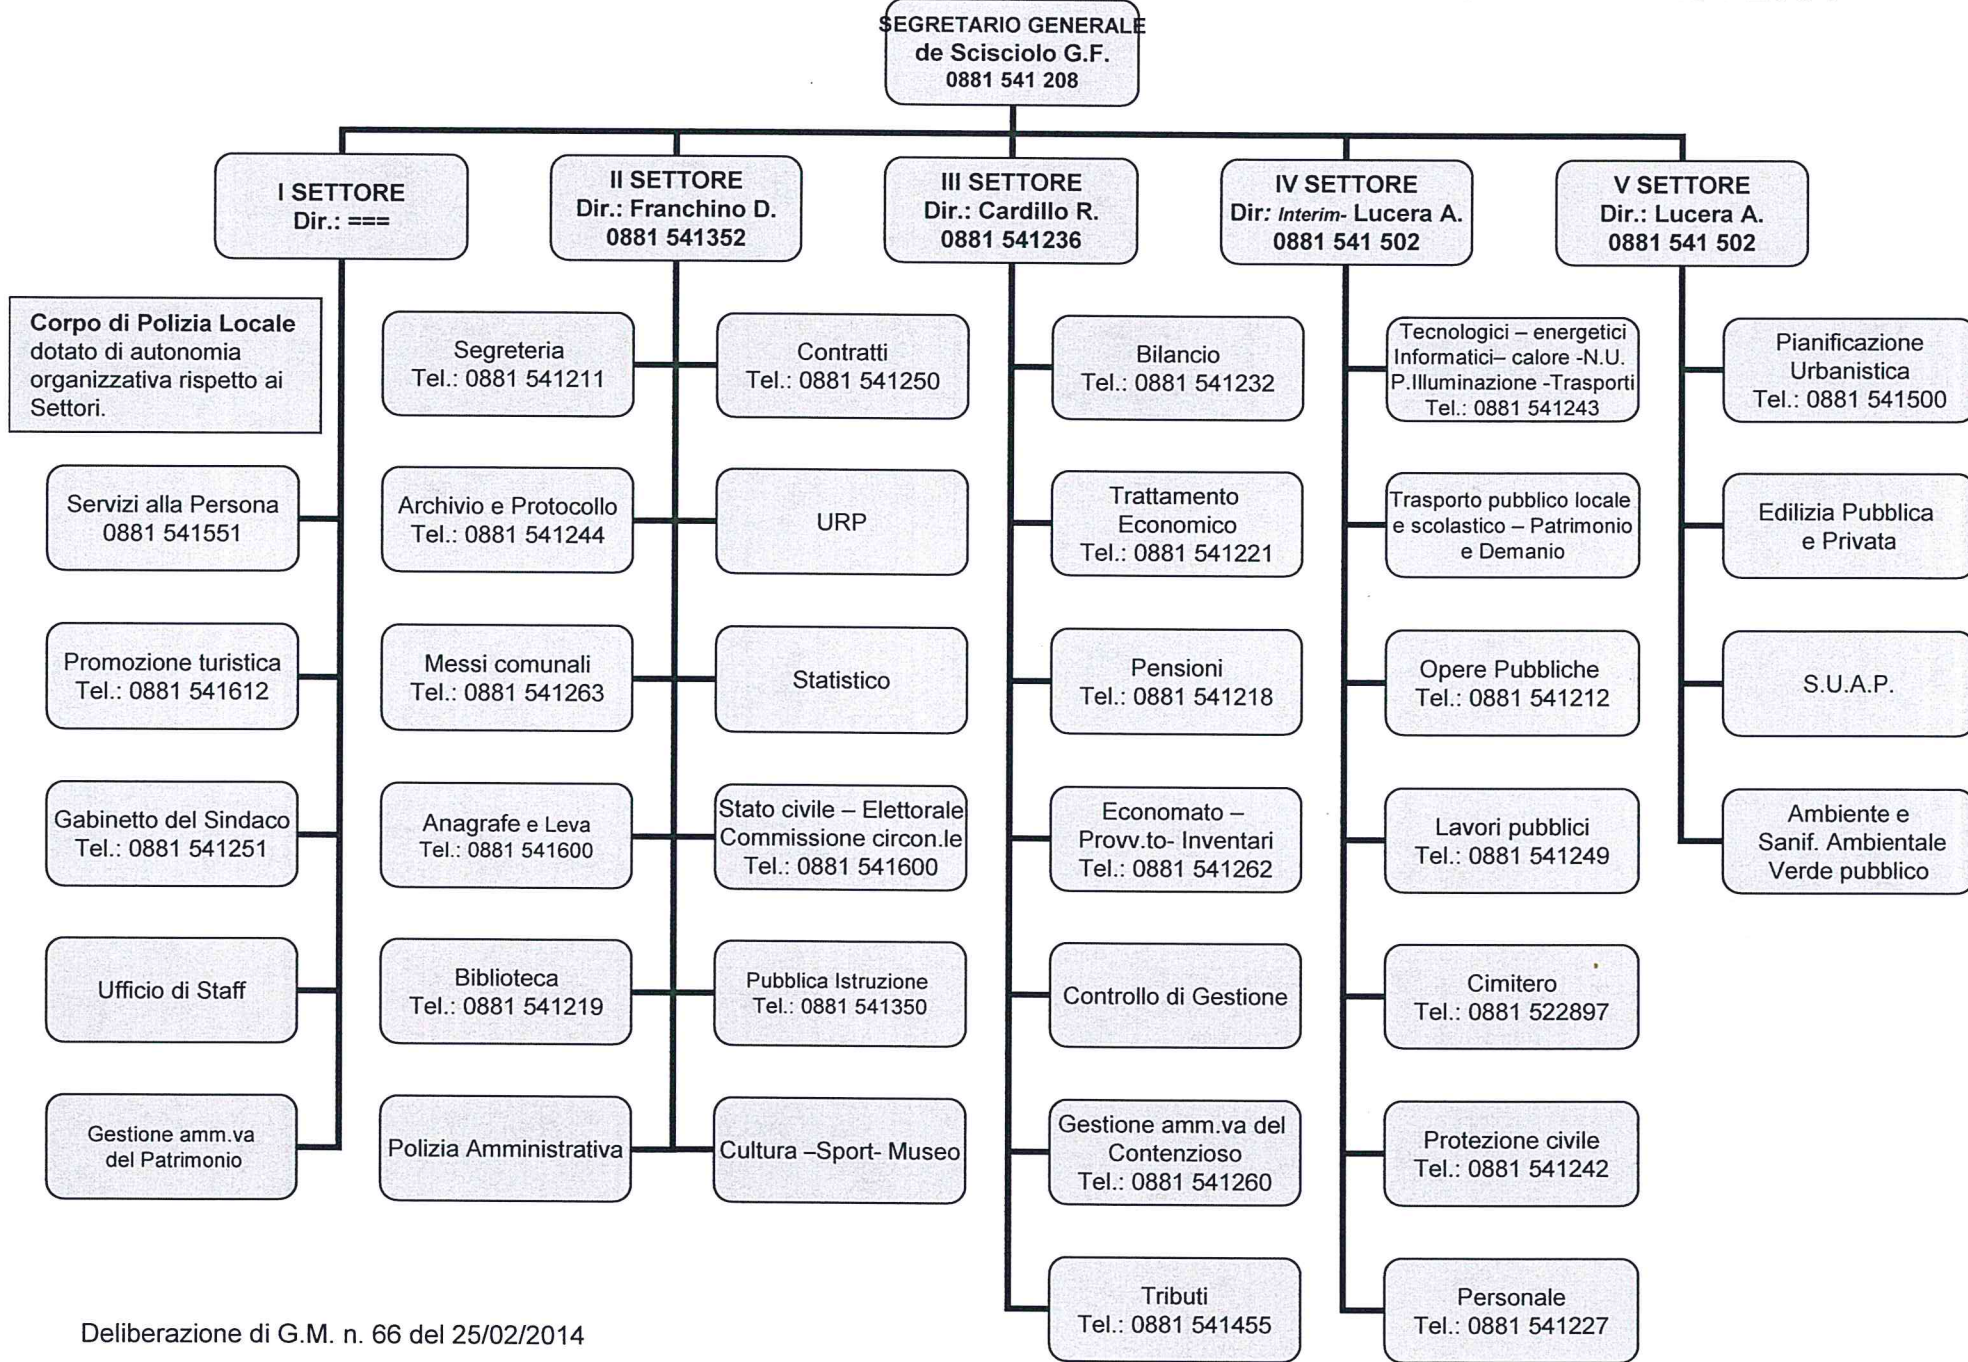 SEGRETARIO GENERALE
de Scisciolo G.F.
0881 541 208
I SETTORE
Dir.: ===
II SETTORE
Dir.: Franchino D.
0881 541352
III SETTORE
Dir.: Cardillo R.
0881 541236
IV SETTORE
Dir: Interim- Lucera A.
0881 541 502
V SETTORE
Dir.: Lucera A.
0881 541 502
Corpo di Polizia Locale
dotato di autonomia
organizzativa rispetto ai
Settori.
Servizi alla Persona
0881 541551
Promozione turistica
Tel.: 0881 541612
Gabinetto del Sindaco
Tel.: 0881 541251
Ufficio di Staff
Gestione amm.va
del Patrimonio
Segreteria
Tel.: 0881 541211
Contratti
Tel.: 0881 541250
Archivio e Protocollo
Tel.: 0881 541244
URP
Messi comunali
Tel.: 0881 541263
Statistico
Anagrafe e Leva
Tel.: 0881 541600
Stato civile – Elettorale
Commissione circon.le
Tel.: 0881 541600
Biblioteca
Tel.: 0881 541219
Pubblica Istruzione
Tel.: 0881 541350
Polizia Amministrativa
Cultura –Sport- Museo
Bilancio
Tel.: 0881 541232
Trattamento
Economico
Tel.: 0881 541221
Pensioni
Tel.: 0881 541218
Economato –
Provv.to- Inventari
Tel.: 0881 541262
Controllo di Gestione
Gestione amm.va del
Contenzioso
Tel.: 0881 541260
Tributi
Tel.: 0881 541455
Tecnologici – energetici
Informatici– calore -N.U.
P.Illuminazione -Trasporti
Tel.: 0881 541243
Trasporto pubblico locale
e scolastico – Patrimonio
e Demanio
Opere Pubbliche
Tel.: 0881 541212
Lavori pubblici
Tel.: 0881 541249
Cimitero
Tel.: 0881 522897
Protezione civile
Tel.: 0881 541242
Personale
Tel.: 0881 541227
Pianificazione
Urbanistica
Tel.: 0881 541500
Edilizia Pubblica
e Privata
S.U.A.P.
Ambiente e
Sanif. Ambientale
Verde pubblico
Deliberazione di G.M. n. 66 del 25/02/2014